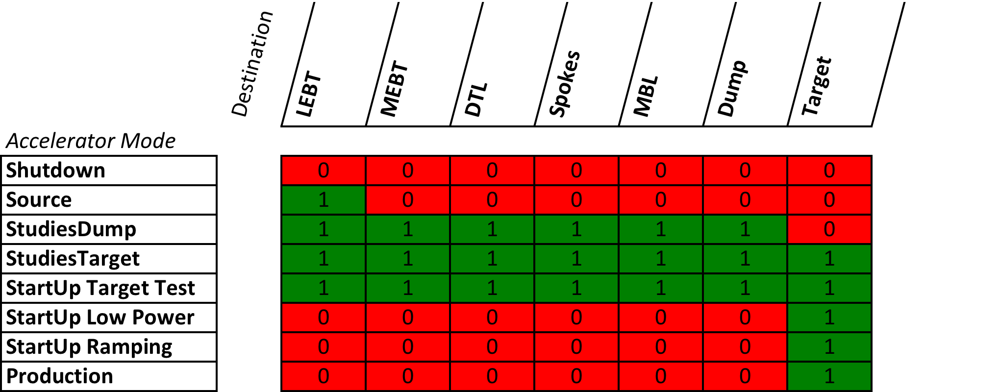 Destination
LEBT MEBT DTL Spokes MBL Dump Target
Accelerator Mode
Shutdown 0 0 0 0 0 0 0
Source 1 0 0 0 0 0 0
StudiesDump 1 1 1 1 1 1 0
StudiesTarget 1 1 1 1 1 1 1
StartUp Target Test 1 1 1 1 1 1 1
StartUp Low Power 0 0 0 0 0 0 1
StartUp Ramping 0 0 0 0 0 0 1
Production 0 0 0 0 0 0 1